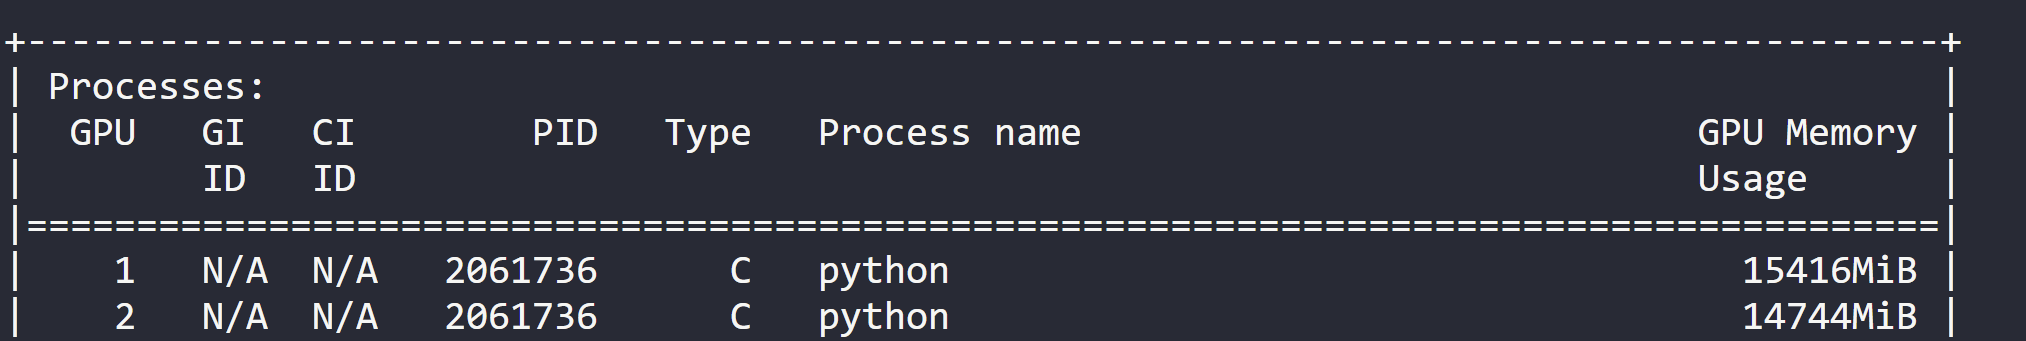 +----------------------------------------------------------------------------------------+
| Processes:                                                                             |
|  GPU   GI   CI        PID   Type   Process name                            GPU Memory |
|        ID   ID                                                             Usage      |
|========================================================================================|
|    1   N/A  N/A   2061736      C   python                                    15416MiB |
|    2   N/A  N/A   2061736      C   python                                    14744MiB |